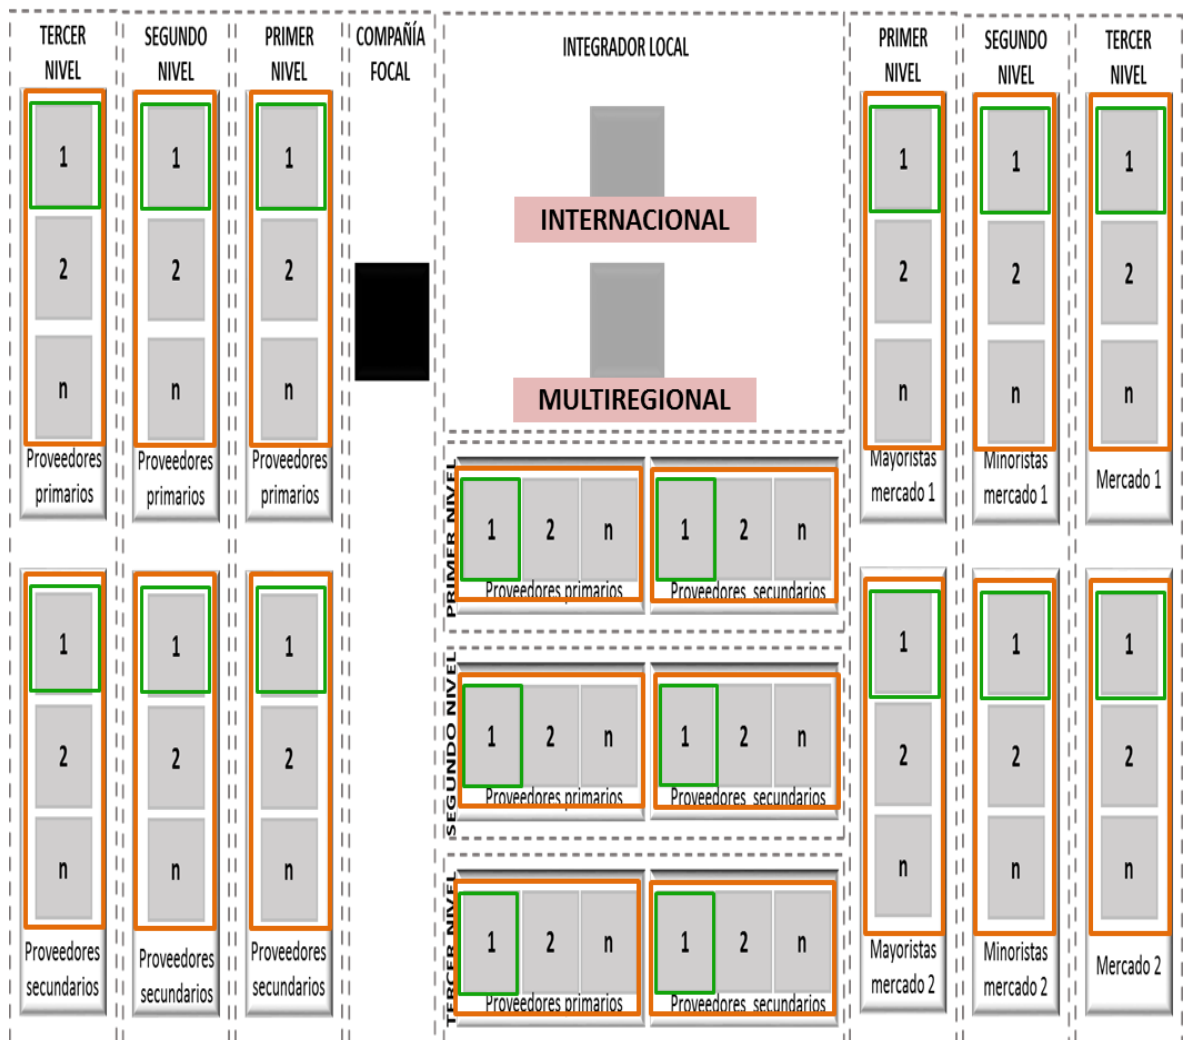 TERCER
NIVEL
1
2
n
Proveedores
primarios
1
2
n
Proveedores
secundarios
SEGUNDO
NIVEL
1
2
n
Proveedores
primarios
1
2
n
Proveedores
secundarios
PRIMER
NIVEL
1
2
n
Proveedores
primarios
1
2
n
Proveedores
secundarios
COMPAÑÍA
FOCAL
INTEGRADOR LOCAL
INTERNACIONAL
MULTIREGIONAL
PRIMER NIVEL
1 2 n
Proveedores primarios
1 2 n
Proveedores secundarios
SEGUNDO NIVEL
1 2 n
Proveedores primarios
1 2 n
Proveedores secundarios
TERCER NIVEL
1 2 n
Proveedores primarios
1 2 n
Proveedores secundarios
PRIMER
NIVEL
1
2
n
Mayoristas
mercado 1
1
2
n
Mayoristas
mercado 2
SEGUNDO
NIVEL
1
2
n
Minoristas
mercado 1
1
2
n
Minoristas
mercado 2
TERCER
NIVEL
1
2
n
Mercado 1
1
2
n
Mercado 2